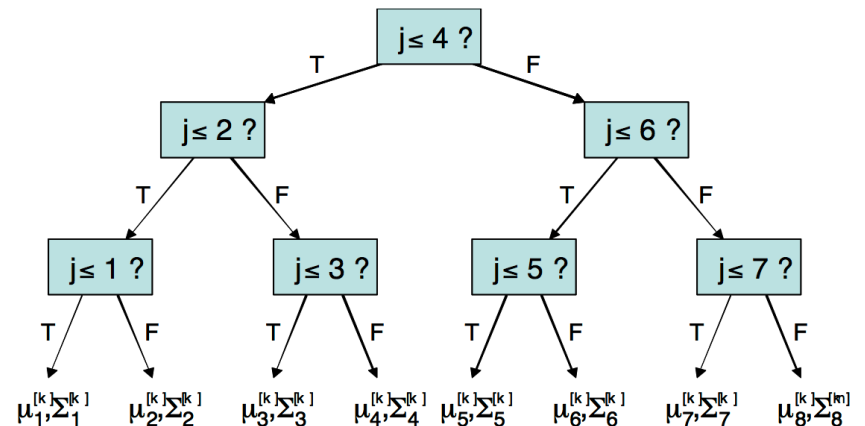 j≤ 4 ?
T F
j≤ 2 ? j≤ 6 ?
T F T F
j≤ 1 ? j≤ 3 ? j≤ 5 ? j≤ 7 ?
T F T F T F T F
μ₁^[k],Σ₁^[k] μ₂^[k],Σ₂^[k] μ₃^[k],Σ₃^[k] μ₄^[k],Σ₄^[k] μ₅^[k],Σ₅^[k] μ₆^[k],Σ₆^[k] μ₇^[k],Σ₇^[k] μ₈^[k],Σ₈